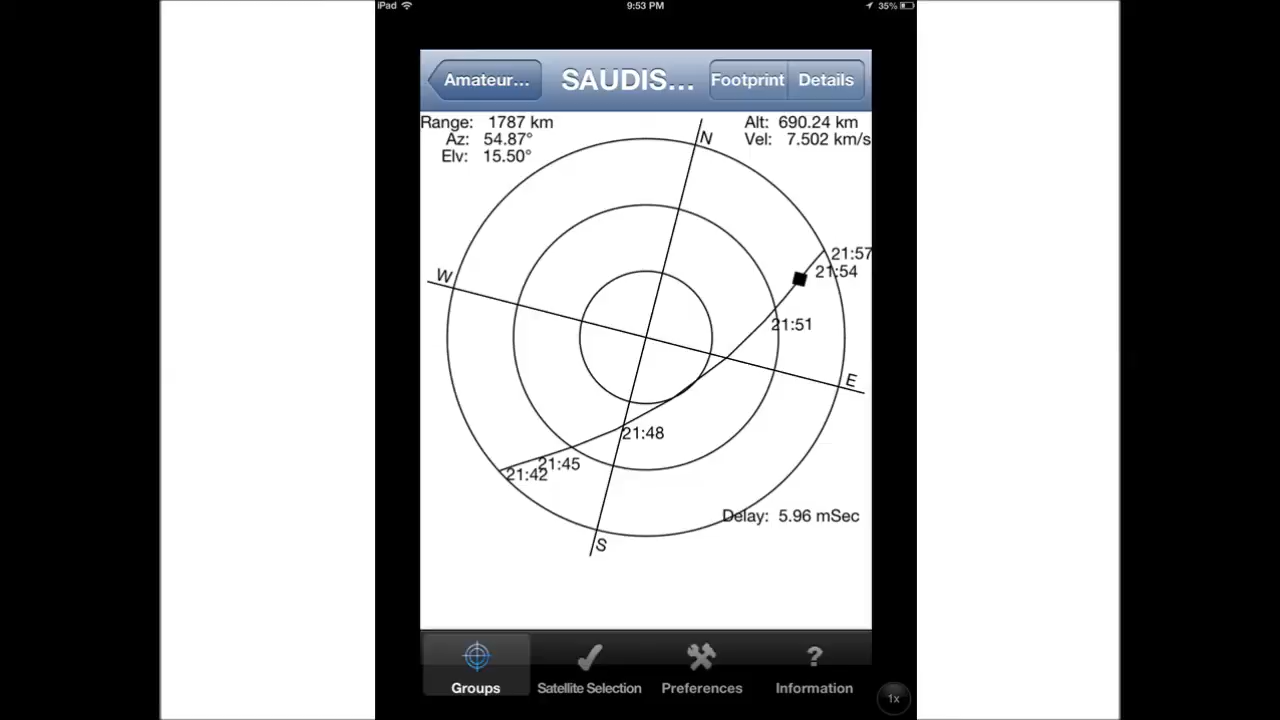 iPad 9:53 PM 35%
Amateur... SAUDIS... Footprint Details
Range: 1787 km
Az: 54.87°
Elv: 15.50°
Alt: 690.24 km
Vel: 7.502 km/s
N
W
21:57
21:54
21:51
E
21:48
21:45
21:42
S
Delay: 5.96 mSec
Groups Satellite Selection Preferences Information
1x